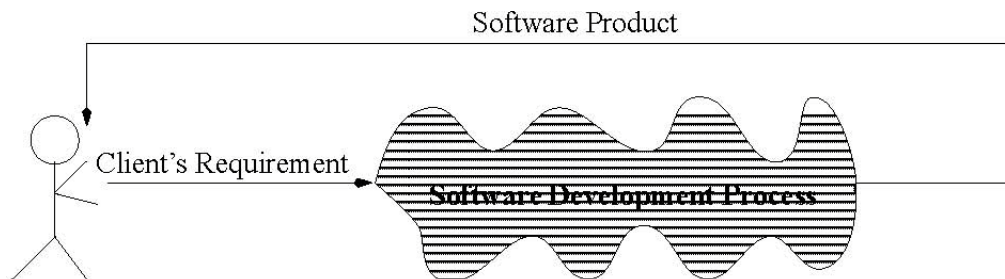 Software Product
Client's Requirement
Software Development Process